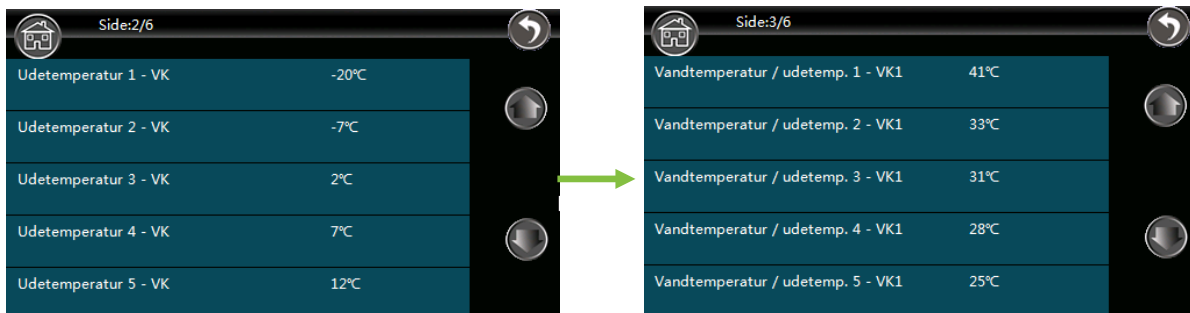 Side:2/6
Udetemperatur 1 - VK -20℃
Udetemperatur 2 - VK -7℃
Udetemperatur 3 - VK 2℃
Udetemperatur 4 - VK 7℃
Udetemperatur 5 - VK 12℃
Side:3/6
Vandtemperatur / udetemp. 1 - VK1 41℃
Vandtemperatur / udetemp. 2 - VK1 33℃
Vandtemperatur / udetemp. 3 - VK1 31℃
Vandtemperatur / udetemp. 4 - VK1 28℃
Vandtemperatur / udetemp. 5 - VK1 25℃